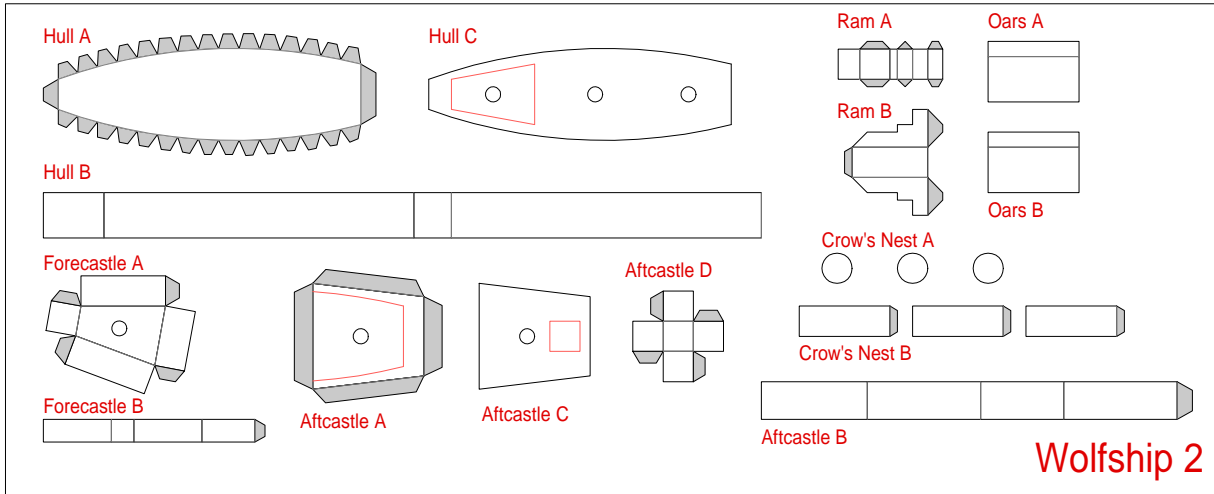 Hull A
Hull C
Ram A
Oars A
Ram B
Hull B
Oars B
Crow's Nest A
Forecastle A
Aftcastle D
Crow's Nest B
Forecastle B
Aftcastle A
Aftcastle C
Aftcastle B
Wolfship 2